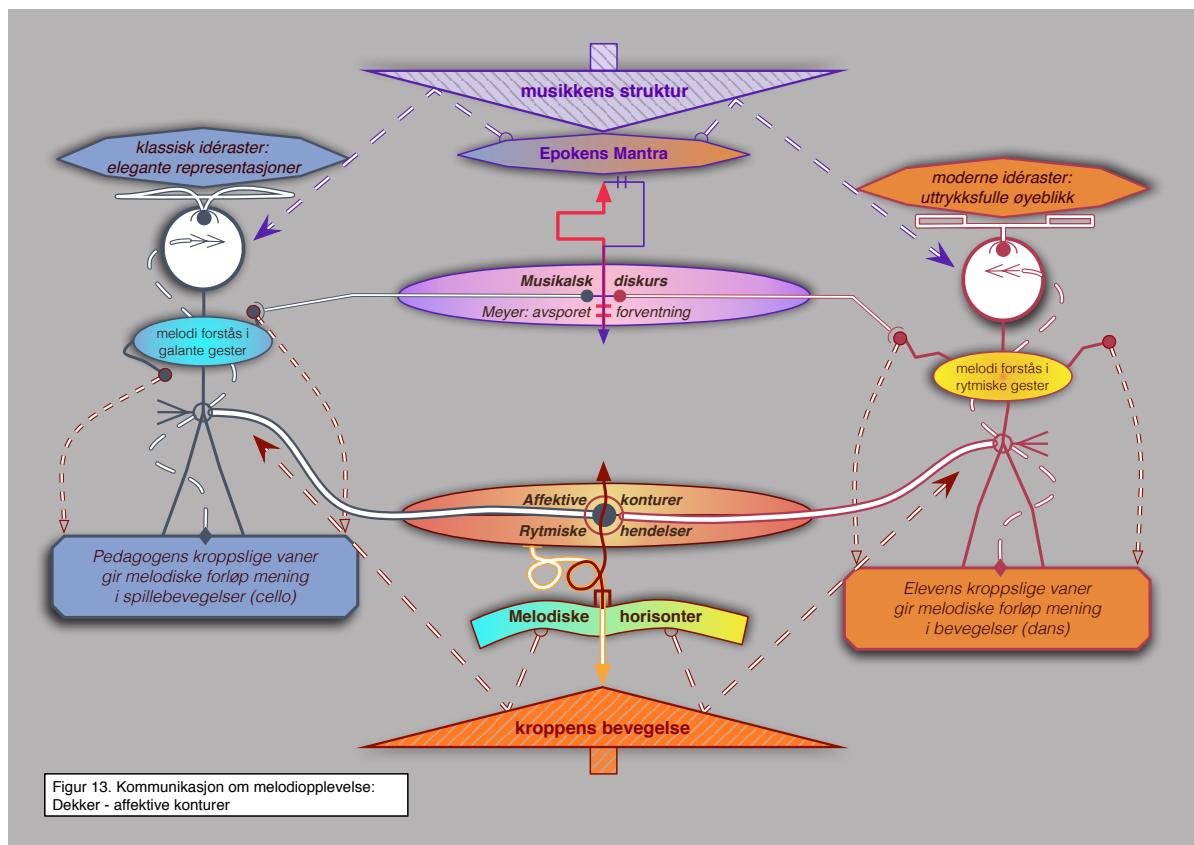 musikkens struktur
klassisk idéraster:
elegante representasjoner
Epokens Mantra
moderne idéraster:
uttrykksfulle øyeblikk
Musikalsk diskurs
Meyer: avsporet forventning
melodi forstås i
galante gester
melodi forstås i
rytmiske gester
Affektive konturer
Rytmiske hendelser
Pedagogens kroppslige vaner
gir melodiske forløp mening
i spillebevegelser (cello)
Elevens kroppslige vaner
gir melodiske forløp mening
i bevegelser (dans)
Melodiske horisonter
kroppens bevegelse
Figur 13. Kommunikasjon om melodiopplevelse:
Dekker - affektive konturer